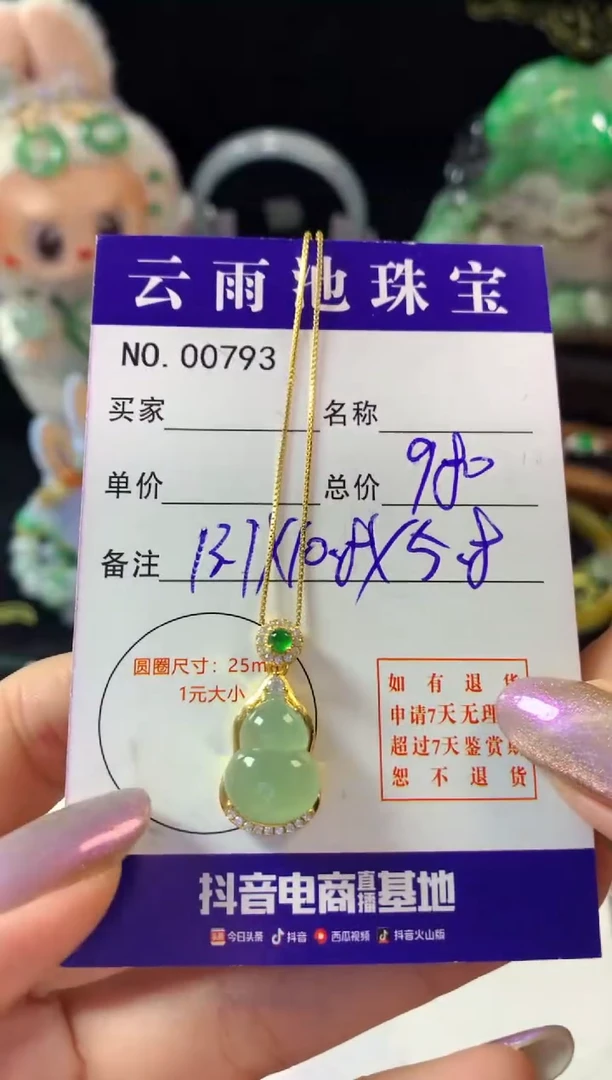 云雨池珠宝
NO. 00793
买家 名称
单价 总价 980
备注 13.7×10.8×5.8
圆圈尺寸：25m
1元大小
如有退货
申请7天无理
超过7天鉴赏
恕不退货
抖音电商直播基地
今日头条 抖音 西瓜视频 抖音火山版